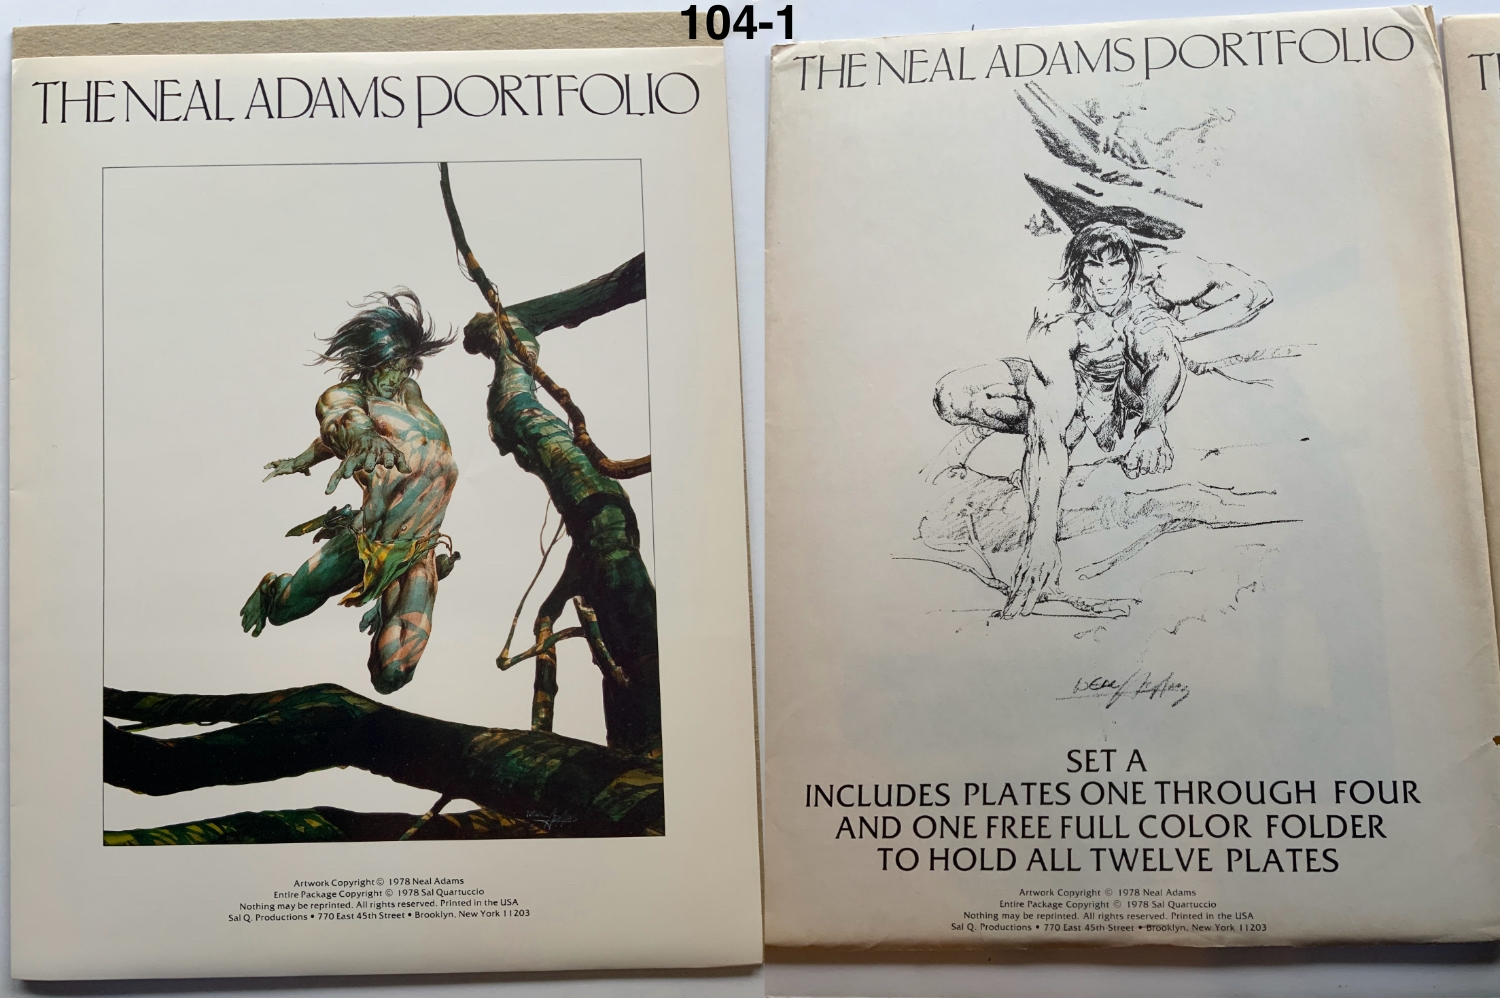 104-1
THE NEAL ADAMS PORTFOLIO
Artwork Copyright © 1978 Neal Adams
Entire Package Copyright © 1978 Sal Quartuccio
Nothing may be reprinted. All rights reserved. Printed in the USA
Sal Q. Productions • 770 East 45th Street • Brooklyn, New York 11203
THE NEAL ADAMS PORTFOLIO
Neal Adams
SET A
INCLUDES PLATES ONE THROUGH FOUR
AND ONE FREE FULL COLOR FOLDER
TO HOLD ALL TWELVE PLATES
Artwork Copyright © 1978 Neal Adams
Entire Package Copyright © 1978 Sal Quartuccio
Nothing may be reprinted. All rights reserved. Printed in the USA
Sal Q. Productions • 770 East 45th Street • Brooklyn, New York 11203